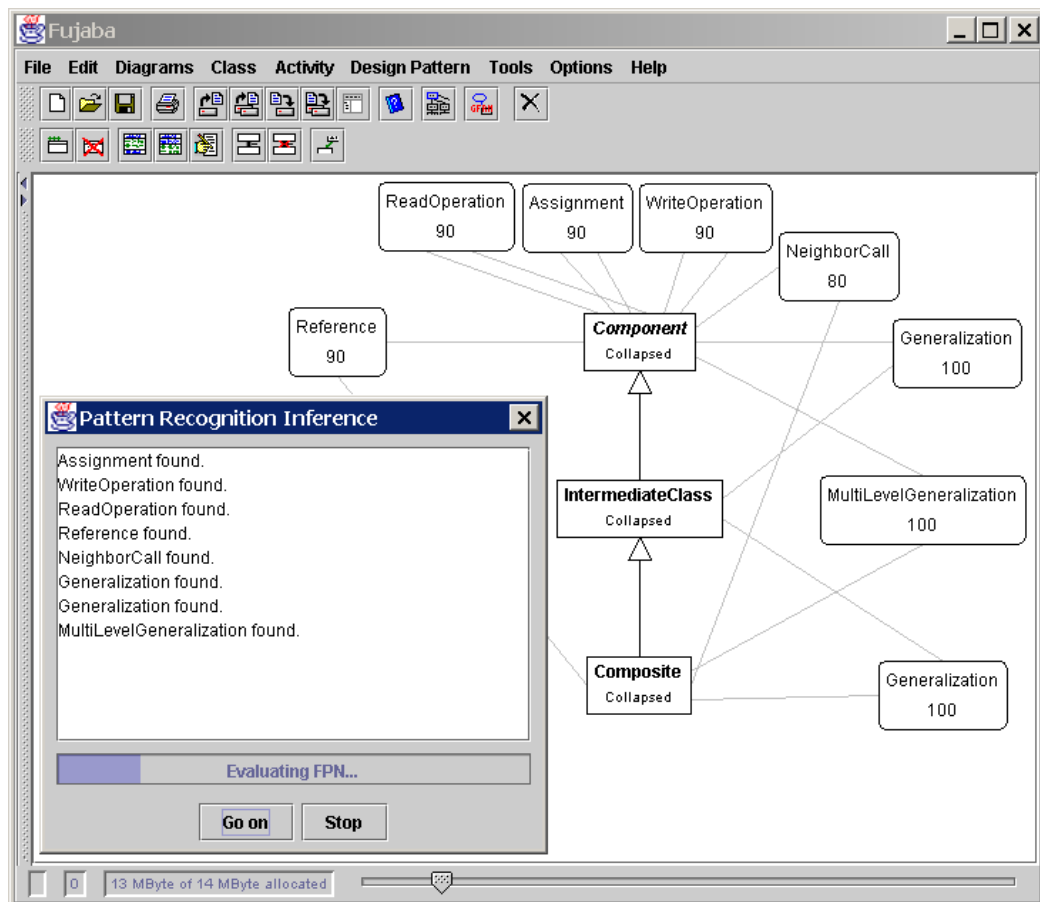 Fujaba
File Edit Diagrams Class Activity Design Pattern Tools Options Help
GFRN
ReadOperation
90
Assignment
90
WriteOperation
90
NeighborCall
80
Reference
90
Component
Collapsed
Generalization
100
Pattern Recognition Inference
Assignment found.
WriteOperation found.
ReadOperation found.
Reference found.
NeighborCall found.
Generalization found.
Generalization found.
MultiLevelGeneralization found.
IntermediateClass
Collapsed
MultiLevelGeneralization
100
Composite
Collapsed
Generalization
100
Evaluating FPN...
Go on Stop
0 13 MByte of 14 MByte allocated